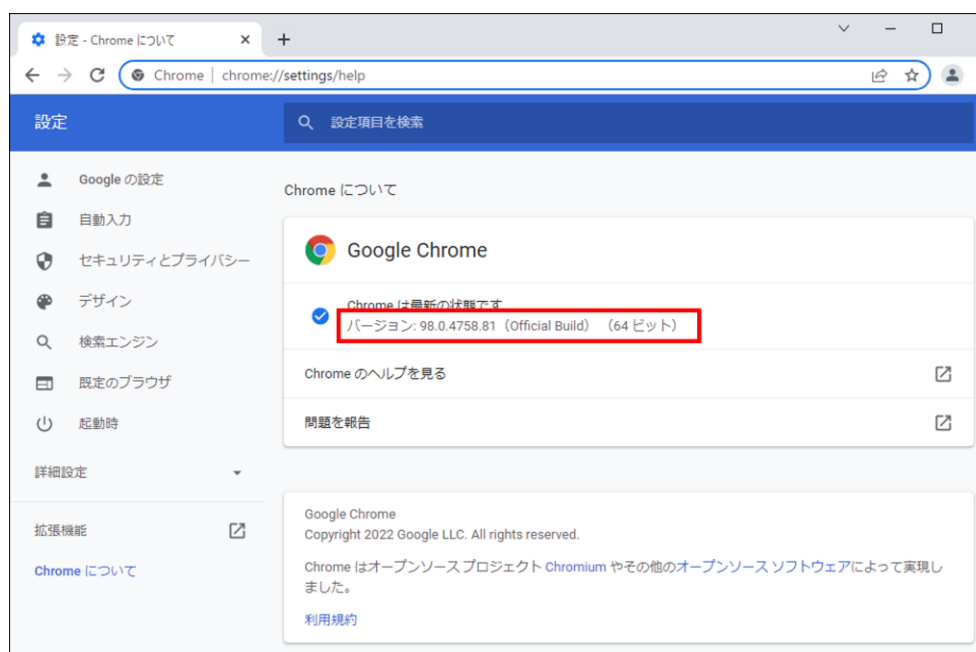 設定 - Chrome について
Chrome | chrome://settings/help
設定
設定項目を検索
Google の設定
自動入力
セキュリティとプライバシー
デザイン
検索エンジン
既定のブラウザ
起動時
詳細設定
拡張機能
Chrome について
Chrome について
Google Chrome
Chrome は最新の状態です
バージョン: 98.0.4758.81（Official Build） （64 ビット）
Chrome のヘルプを見る
問題を報告
Google Chrome
Copyright 2022 Google LLC. All rights reserved.
Chrome はオープンソース プロジェクト Chromium やその他のオープンソース ソフトウェアによって実現し
ました。
利用規約